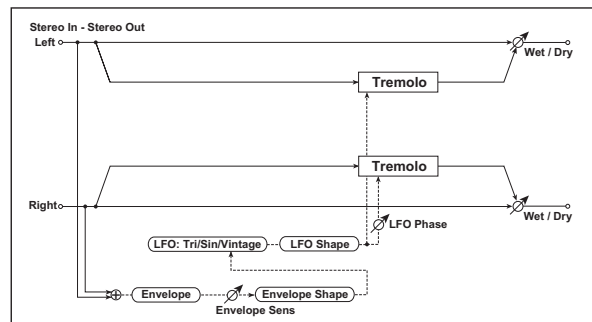 Stereo In - Stereo Out
Left
Wet / Dry
Tremolo
Tremolo
Right
Wet / Dry
LFO Phase
LFO: Tri/Sin/Vintage
LFO Shape
Envelope
Envelope Sens
Envelope Shape